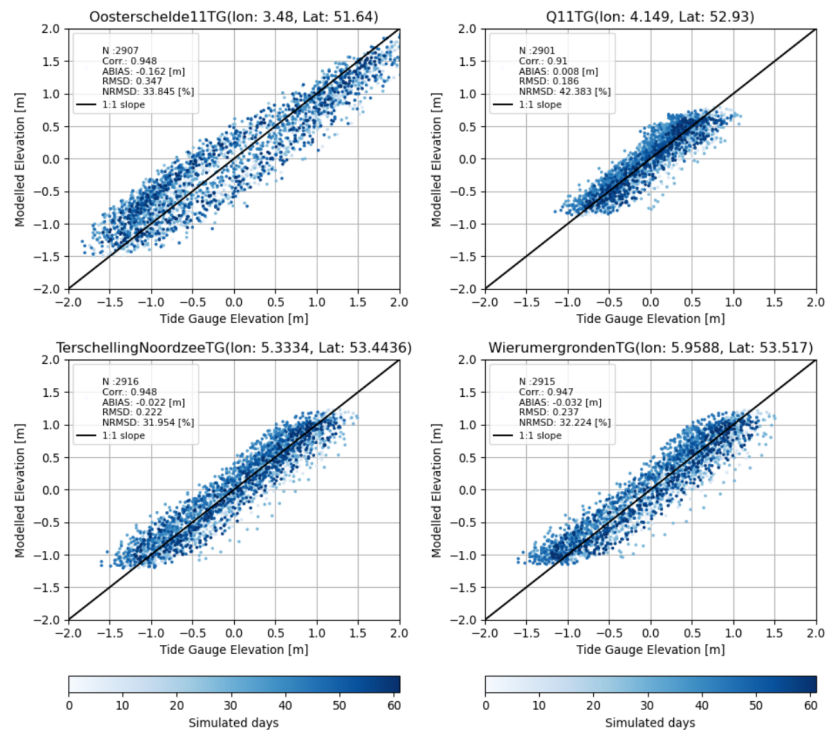 Oosterschelde11TG(lon: 3.48, Lat: 51.64)
N :2907
Corr.: 0.948
ABIAS: -0.162 [m]
RMSD: 0.347
NRMSD: 33.845 [%]
1:1 slope
2.0
1.5
1.0
0.5
0.0
−0.5
−1.0
−1.5
−2.0
Modelled Elevation [m]
−2.0 −1.5 −1.0 −0.5 0.0 0.5 1.0 1.5 2.0
Tide Gauge Elevation [m]
Q11TG(lon: 4.149, Lat: 52.93)
N :2901
Corr.: 0.91
ABIAS: 0.008 [m]
RMSD: 0.186
NRMSD: 42.383 [%]
1:1 slope
2.0
1.5
1.0
0.5
0.0
−0.5
−1.0
−1.5
−2.0
Modelled Elevation [m]
−2.0 −1.5 −1.0 −0.5 0.0 0.5 1.0 1.5 2.0
Tide Gauge Elevation [m]
TerschellingNoordzeeTG(lon: 5.3334, Lat: 53.4436)
N :2916
Corr.: 0.948
ABIAS: -0.022 [m]
RMSD: 0.222
NRMSD: 31.954 [%]
1:1 slope
2.0
1.5
1.0
0.5
0.0
−0.5
−1.0
−1.5
−2.0
Modelled Elevation [m]
−2.0 −1.5 −1.0 −0.5 0.0 0.5 1.0 1.5 2.0
Tide Gauge Elevation [m]
WierumergrondenTG(lon: 5.9588, Lat: 53.517)
N :2915
Corr.: 0.947
ABIAS: -0.032 [m]
RMSD: 0.237
NRMSD: 32.224 [%]
1:1 slope
2.0
1.5
1.0
0.5
0.0
−0.5
−1.0
−1.5
−2.0
Modelled Elevation [m]
−2.0 −1.5 −1.0 −0.5 0.0 0.5 1.0 1.5 2.0
Tide Gauge Elevation [m]
0 10 20 30 40 50 60
Simulated days
0 10 20 30 40 50 60
Simulated days